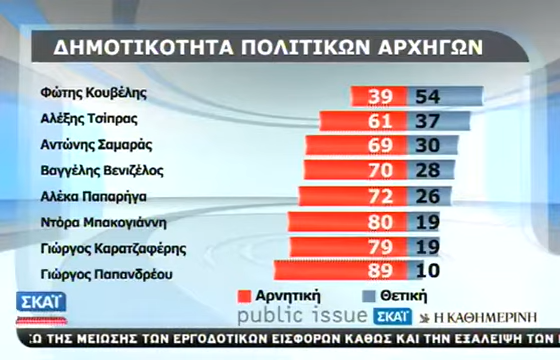 ΔΗΜΟΤΙΚΟΤΗΤΑ ΠΟΛΙΤΙΚΩΝ ΑΡΧΗΓΩΝ
Φώτης Κουβέλης 39 54
Αλέξης Τσίπρας 61 37
Αντώνης Σαμαράς 69 30
Βαγγέλης Βενιζέλος 70 28
Αλέκα Παπαρήγα 72 26
Ντόρα Μπακογιάννη 80 19
Γιώργος Καρατζαφέρης 79 19
Γιώργος Παπανδρέου 89 10
Αρνητική Θετική
ΣΚΑΪ public issue ΣΚΑΪ Η ΚΑΘΗΜΕΡΙΝΗ
ΤΗΣ ΜΕΙΩΣΗΣ ΤΩΝ ΕΡΓΟΔΟΤΙΚΩΝ ΕΙΣΦΟΡΩΝ ΚΑΘΩΣ ΚΑΙ ΤΗΝ ΕΞΑΛΕΙΨΗ ΤΩΝ